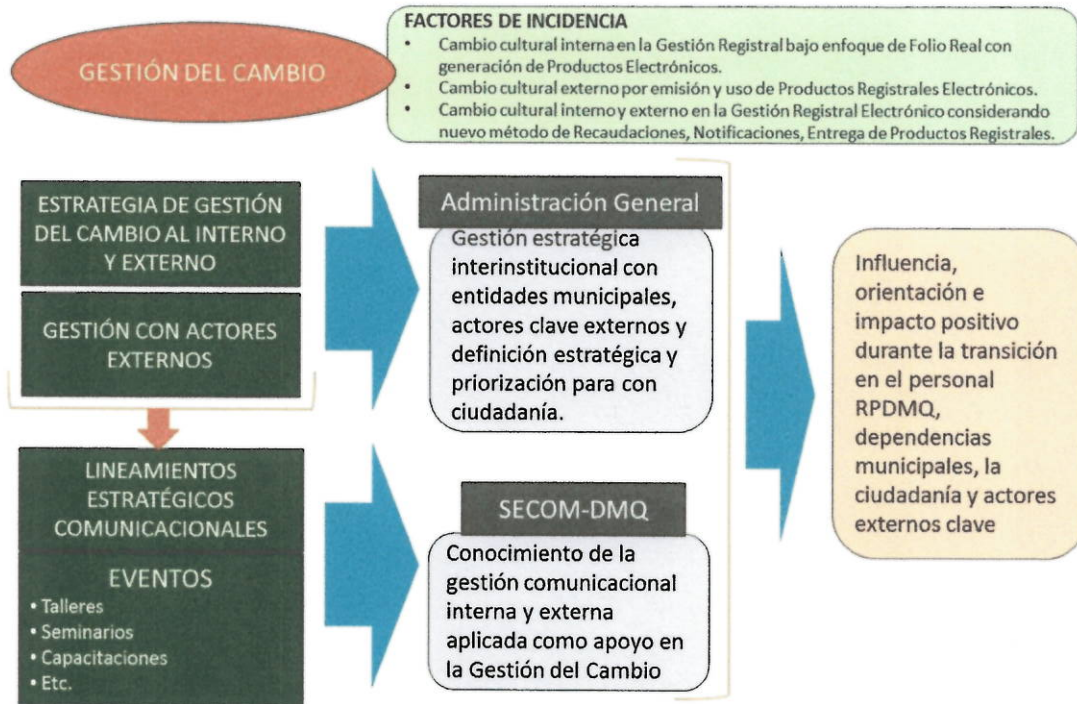 GESTIÓN DEL CAMBIO
FACTORES DE INCIDENCIA
• Cambio cultural interna en la Gestión Registral bajo enfoque de Folio Real con
generación de Productos Electrónicos.
• Cambio cultural externo por emisión y uso de Productos Registrales Electrónicos.
• Cambio cultural interno y externo en la Gestión Registral Electrónico considerando
nuevo método de Recaudaciones, Notificaciones, Entrega de Productos Registrales.
ESTRATEGIA DE GESTIÓN
DEL CAMBIO AL INTERNO
Y EXTERNO
GESTIÓN CON ACTORES
EXTERNOS
LINEAMIENTOS
ESTRATÉGICOS
COMUNICACIONALES
EVENTOS
• Talleres
• Seminarios
• Capacitaciones
• Etc.
Administración General
Gestión estratégica
interinstitucional con
entidades municipales,
actores clave externos y
definición estratégica y
priorización para con
ciudadanía.
SECOM-DMQ
Conocimiento de la
gestión comunicacional
interna y externa
aplicada como apoyo en
la Gestión del Cambio
Influencia,
orientación e
impacto positivo
durante la transición
en el personal
RPDMQ,
dependencias
municipales, la
ciudadanía y actores
externos clave